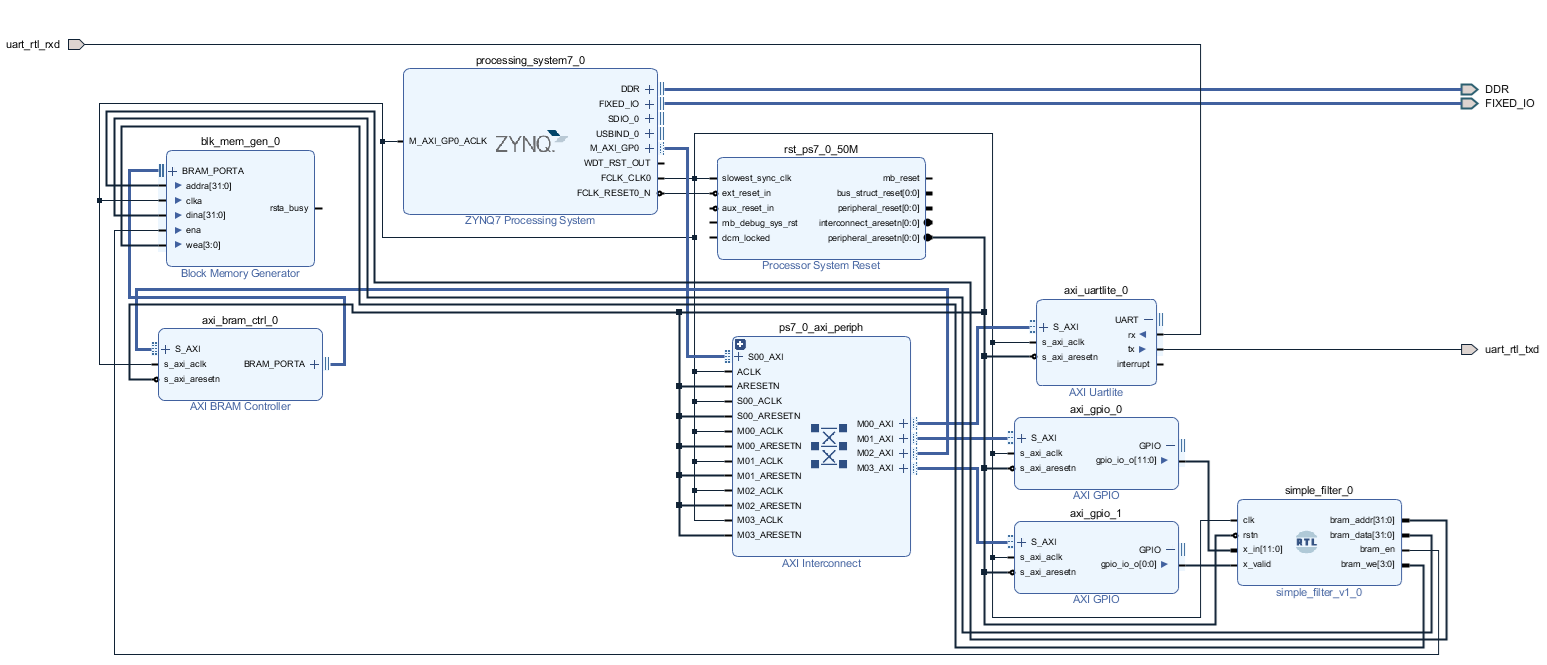 uart_rtl_rxd
processing_system7_0
DDR
FIXED_IO
SDIO_0
USBIND_0
M_AXI_GP0_ACLK
ZYNQ.
M_AXI_GP0
WDT_RST_OUT
FCLK_CLK0
FCLK_RESET0_N
ZYNQ7 Processing System
DDR
FIXED_IO
blk_mem_gen_0
BRAM_PORTA
addra[31:0]
clka
dina[31:0]
ena
wea[3:0]
rsta_busy
Block Memory Generator
rst_ps7_0_50M
slowest_sync_clk
ext_reset_in
aux_reset_in
mb_debug_sys_rst
dcm_locked
mb_reset
bus_struct_reset[0:0]
peripheral_reset[0:0]
interconnect_aresetn[0:0]
peripheral_aresetn[0:0]
Processor System Reset
axi_bram_ctrl_0
S_AXI
s_axi_aclk
s_axi_aresetn
BRAM_PORTA
AXI BRAM Controller
ps7_0_axi_periph
S00_AXI
ACLK
ARESETN
S00_ACLK
S00_ARESETN
M00_ACLK
M00_ARESETN
M01_ACLK
M01_ARESETN
M02_ACLK
M02_ARESETN
M03_ACLK
M03_ARESETN
M00_AXI
M01_AXI
M02_AXI
M03_AXI
AXI Interconnect
axi_uartlite_0
S_AXI
s_axi_aclk
s_axi_aresetn
UART
rx
tx
interrupt
AXI Uartlite
uart_rtl_txd
axi_gpio_0
S_AXI
s_axi_aclk
s_axi_aresetn
GPIO
gpio_io_o[11:0]
AXI GPIO
axi_gpio_1
S_AXI
s_axi_aclk
s_axi_aresetn
GPIO
gpio_io_o[0:0]
AXI GPIO
simple_filter_0
clk
rstn
x_in[11:0]
x_valid
RTL
bram_addr[31:0]
bram_data[31:0]
bram_en
bram_we[3:0]
simple_filter_v1_0